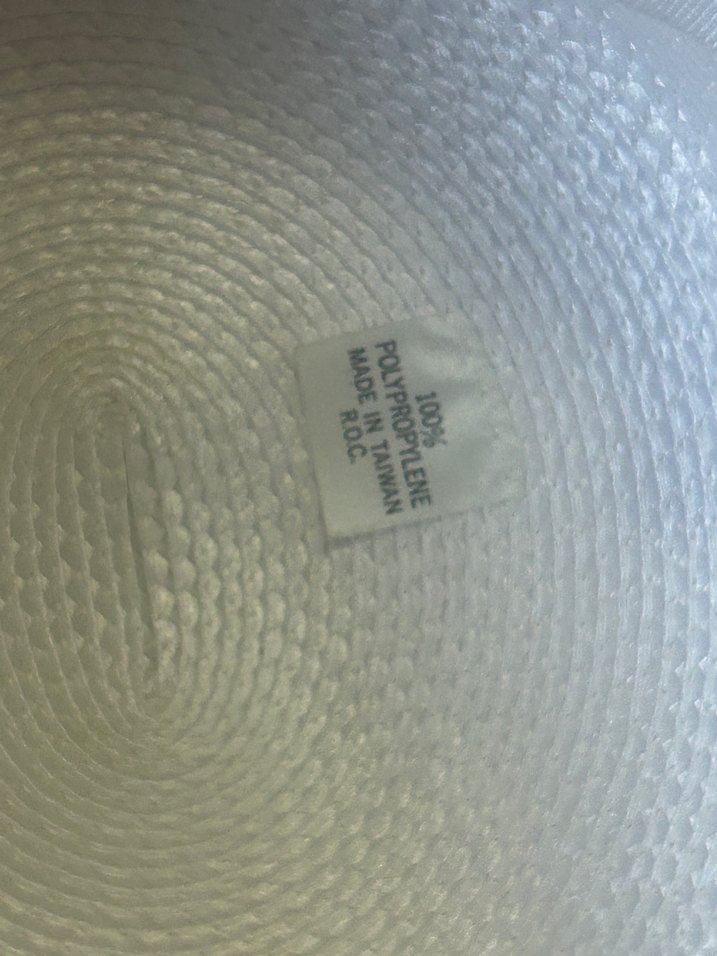 100%
POLYPROPYLENE
MADE IN TAIWAN
R.O.C.